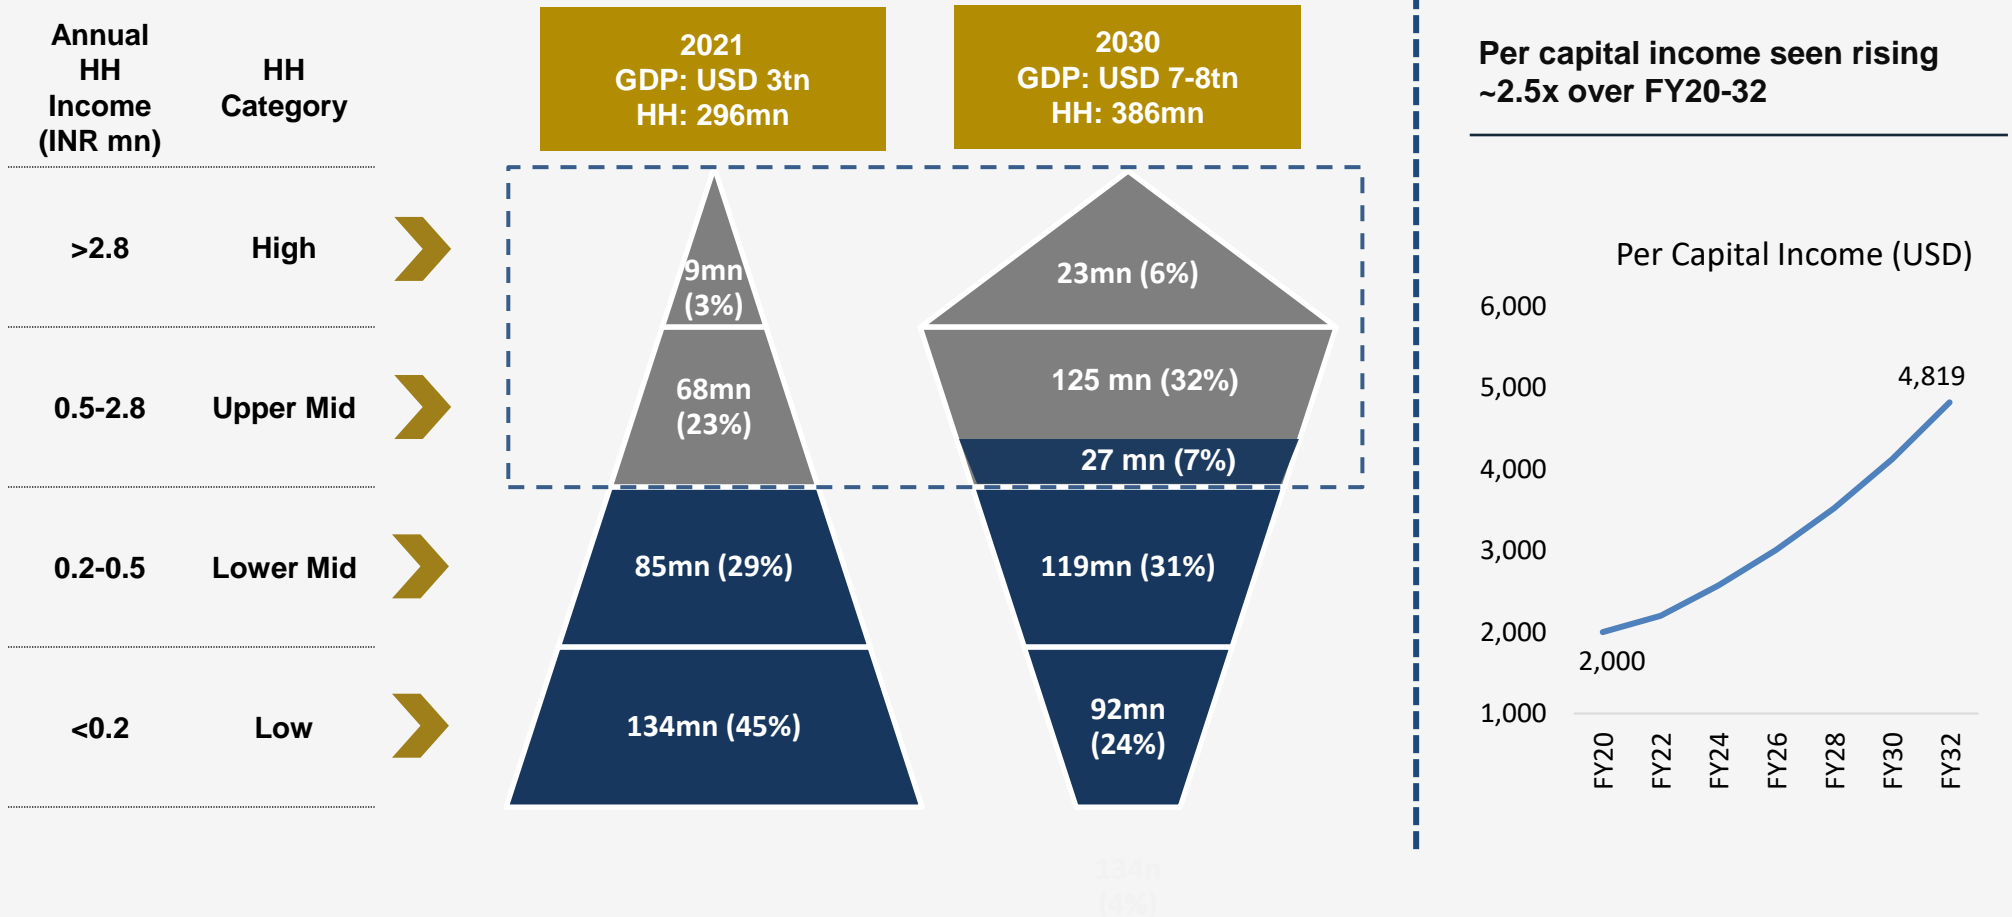 Annual
HH
Income
(INR mn)
HH
Category
2021
GDP: USD 3tn
HH: 296mn
2030
GDP: USD 7-8tn
HH: 386mn
>2.8
High
9mn
(3%)
23mn (6%)
0.5-2.8
Upper Mid
68mn
(23%)
125 mn (32%)
27 mn (7%)
0.2-0.5
Lower Mid
85mn (29%)
119mn (31%)
<0.2
Low
134mn (45%)
92mn
(24%)
134n
(4%)
Per capital income seen rising
~2.5x over FY20-32
Per Capital Income (USD)
6,000
5,000
4,000
3,000
2,000
1,000
4,819
2,000
FY20
FY22
FY24
FY26
FY28
FY30
FY32